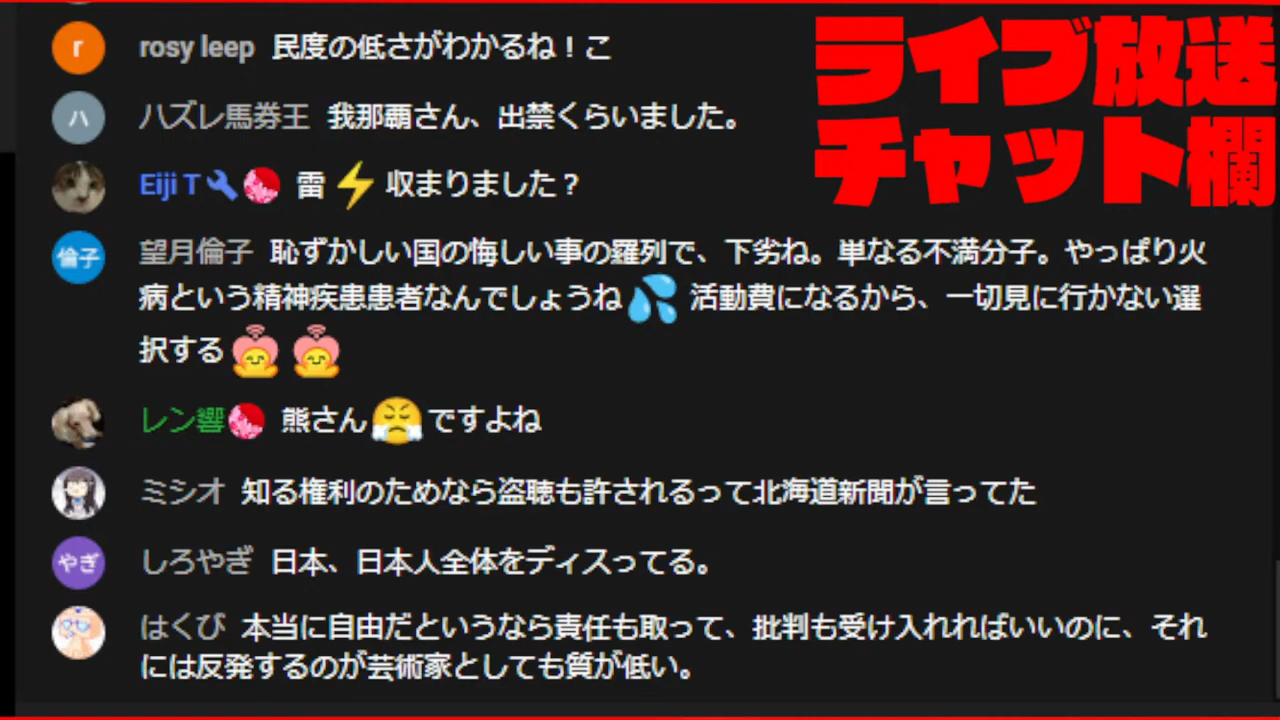 ライブ放送
チャット欄
r rosy leep 民度の低さがわかるね！こ
ハ ハズレ馬券王 我那覇さん、出禁くらいました。
Eiji T🔧 雷⚡収まりました？
倫子 望月倫子 恥ずかしい国の悔しい事の羅列で、下劣ね。単なる不満分子。やっぱり火
病という精神疾患患者なんでしょうね💦 活動費になるから、一切見に行かない選
択する
レン響 熊さん😤ですよね
ミシオ 知る権利のためなら盗聴も許されるって北海道新聞が言ってた
やぎ しろやぎ 日本、日本人全体をディスってる。
はくび 本当に自由だというなら責任も取って、批判も受け入れればいいのに、それ
には反発するのが芸術家としても質が低い。